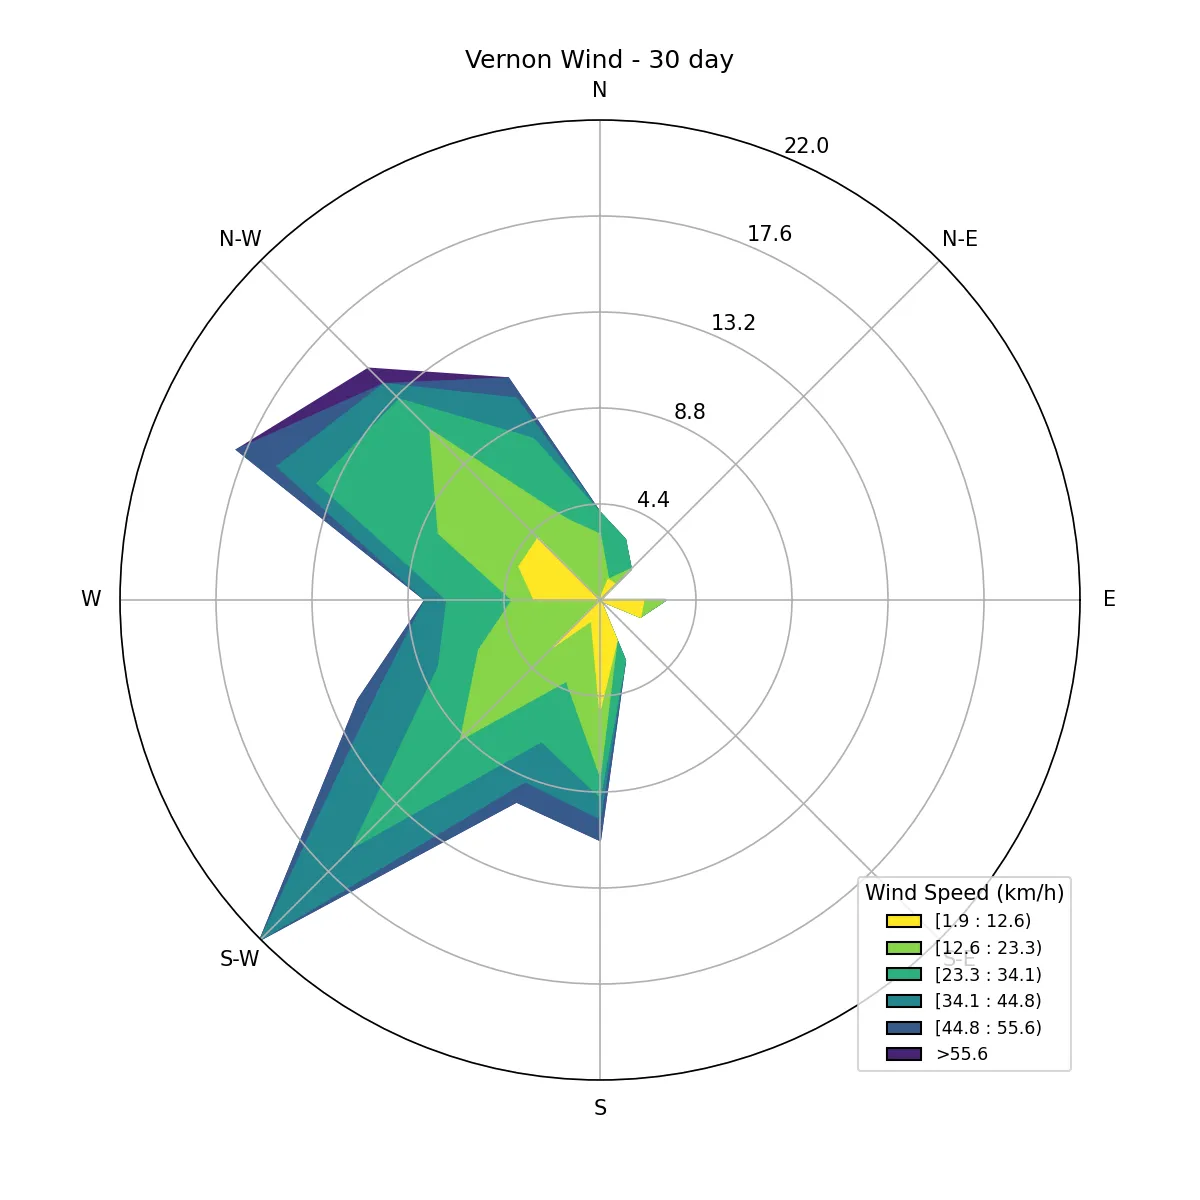 Vernon Wind - 30 day
N
22.0
N-W
17.6
N-E
13.2
8.8
4.4
W
E
Wind Speed (km/h)
[1.9 : 12.6)
[12.6 : 23.3)
S-W
S-E
[23.3 : 34.1)
[34.1 : 44.8)
[44.8 : 55.6)
>55.6
S